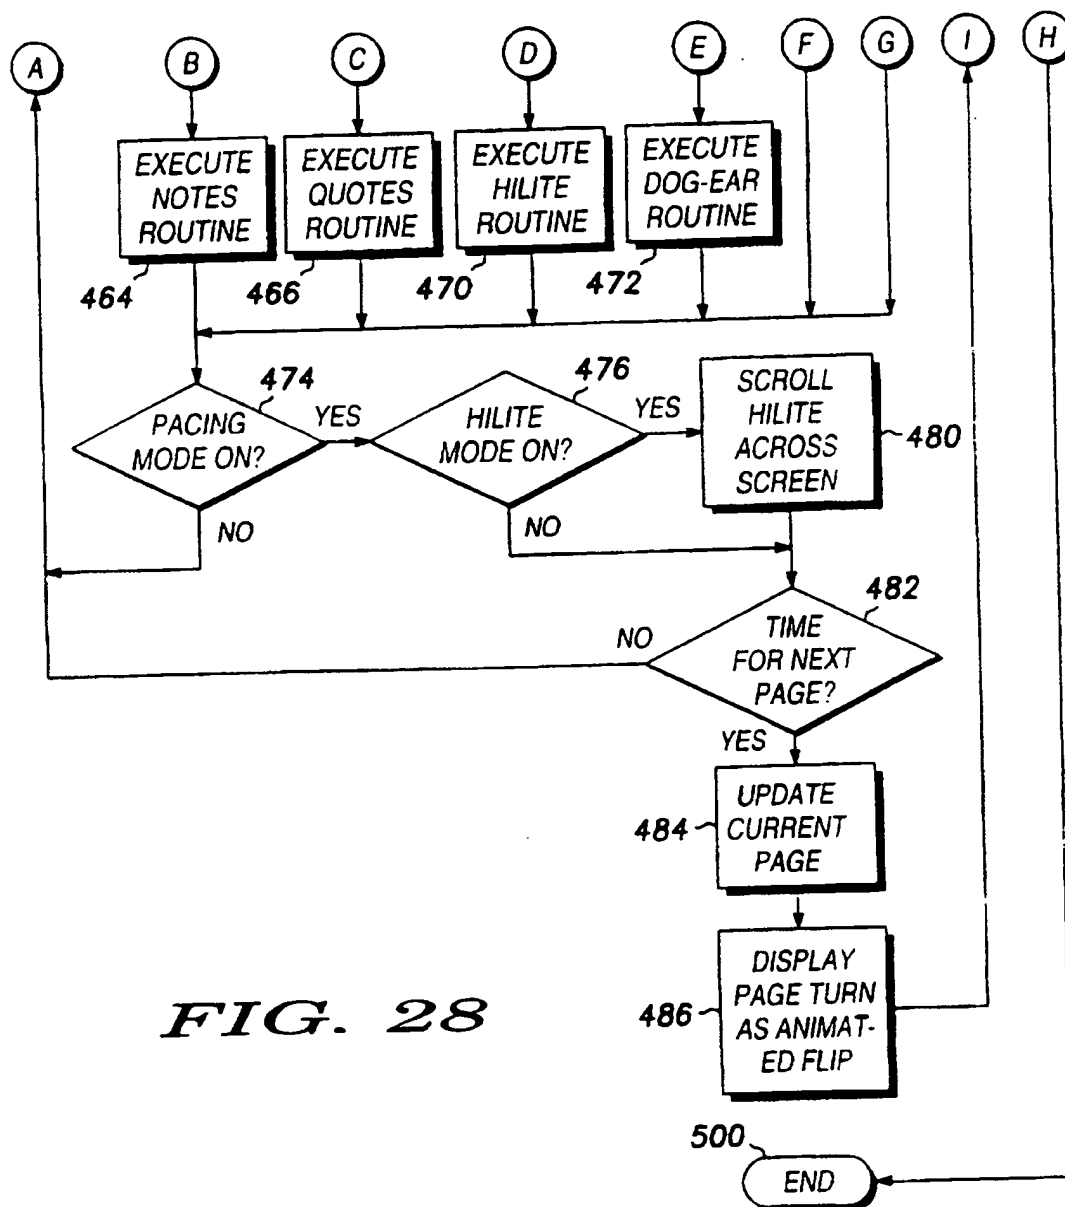 A
B
C
D
E
F
G
I
H
EXECUTE
NOTES
ROUTINE
EXECUTE
QUOTES
ROUTINE
EXECUTE
HILITE
ROUTINE
EXECUTE
DOG-EAR
ROUTINE
464
466
470
472
474
PACING
MODE ON?
YES
NO
476
HILITE
MODE ON?
YES
NO
SCROLL
HILITE
ACROSS
SCREEN
480
482
TIME
FOR NEXT
PAGE?
NO
YES
484
UPDATE
CURRENT
PAGE
486
DISPLAY
PAGE TURN
AS ANIMAT-
ED FLIP
FIG. 28
500
END